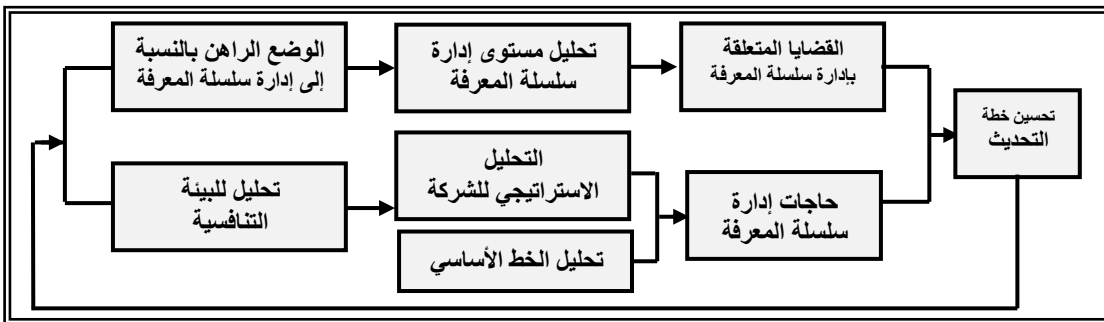 الوضع الراهن بالنسبة
إلى إدارة سلسلة المعرفة
تحليل مستوى إدارة
سلسلة المعرفة
القضايا المتعلقة
بإدارة سلسلة المعرفة
تحسين خطة
التحديث
تحليل للبيئة
التنافسية
التحليل
الاستراتيجي للشركة
تحليل الخط الأساسي
حاجات إدارة
سلسلة المعرفة